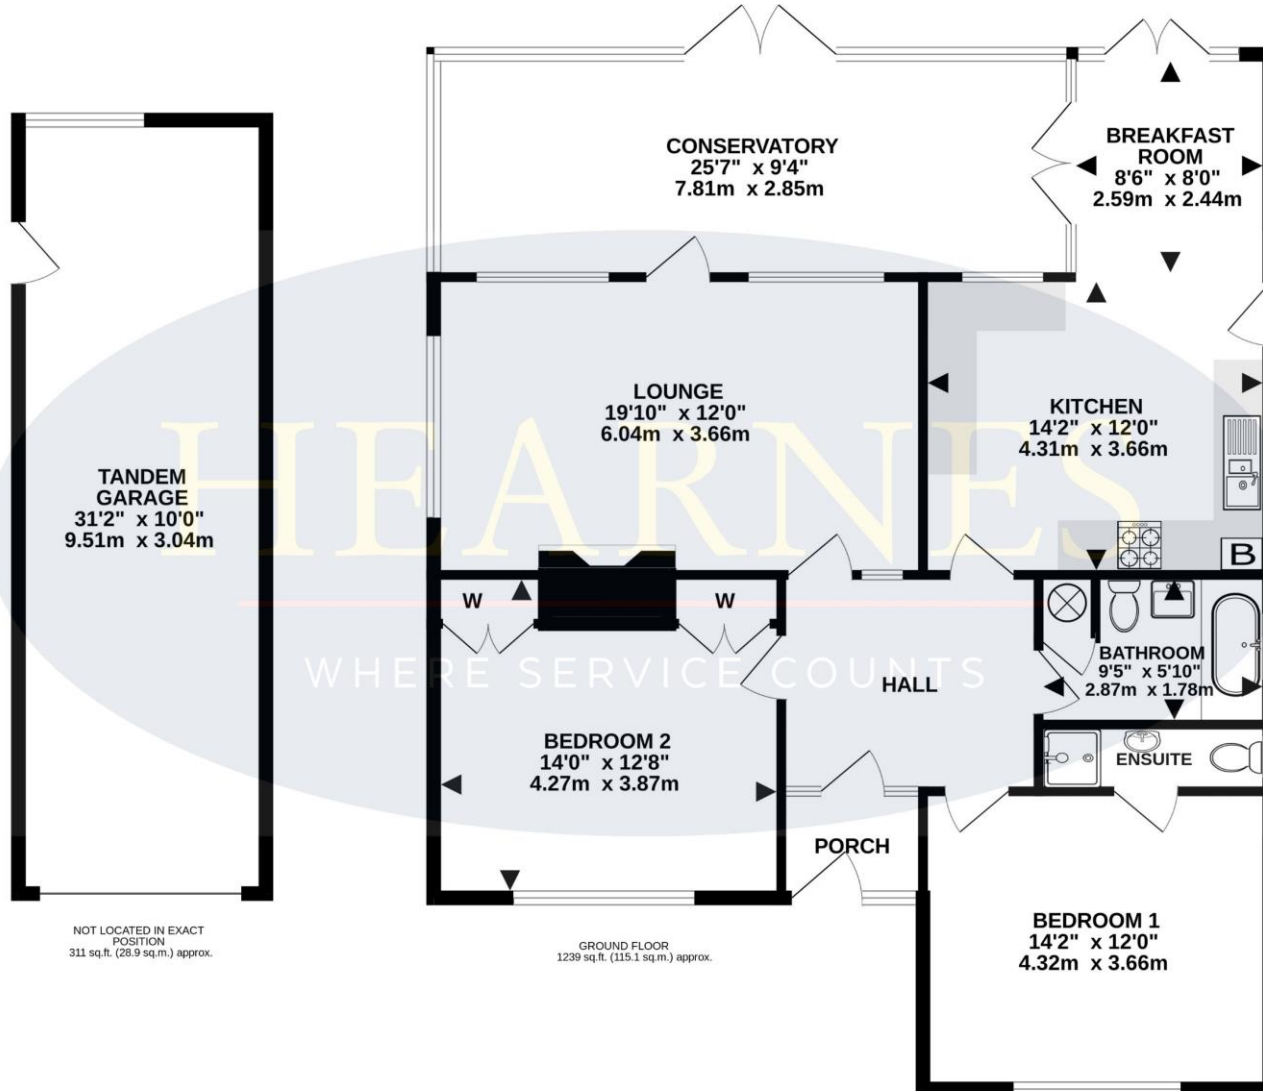 CONSERVATORY
25'7" x 9'4"
7.81m x 2.85m
BREAKFAST
ROOM
8'6" x 8'0"
2.59m x 2.44m
LOUNGE
19'10" x 12'0"
6.04m x 3.66m
KITCHEN
14'2" x 12'0"
4.31m x 3.66m
TANDEM
GARAGE
31'2" x 10'0"
9.51m x 3.04m
HEARNES
WHERE SERVICE COUNTS
B
W
W
HALL
BATHROOM
9'5" x 5'10"
2.87m x 1.78m
BEDROOM 2
14'0" x 12'8"
4.27m x 3.87m
ENSUITE
PORCH
BEDROOM 1
14'2" x 12'0"
4.32m x 3.66m
NOT LOCATED IN EXACT
POSITION
311 sq.ft. (28.9 sq.m.) approx.
GROUND FLOOR
1239 sq.ft. (115.1 sq.m.) approx.